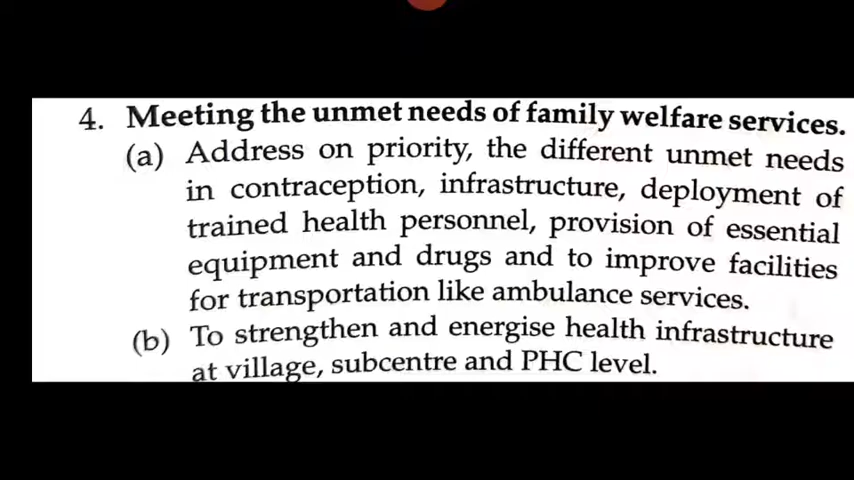 4. Meeting the unmet needs of family welfare services.
(a) Address on priority, the different unmet needs
in contraception, infrastructure, deployment of
trained health personnel, provision of essential
equipment and drugs and to improve facilities
for transportation like ambulance services.
(b) To strengthen and energise health infrastructure
at village, subcentre and PHC level.